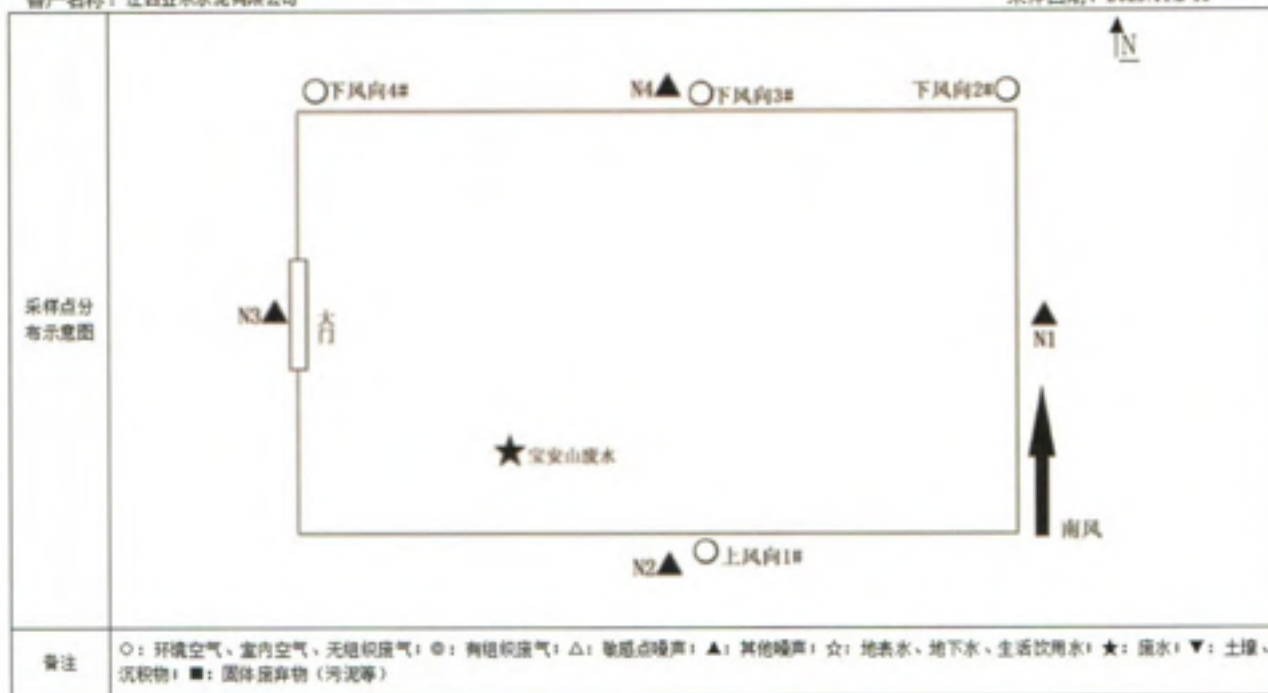 N
下风向4#
N4
下风向3#
下风向2#
采样点分
布示意图
N3
大门
N1
宝安山废水
南风
N2
上风向1#
备注
○：环境空气、室内空气、无组织废气；◎：有组织废气；△：敏感点噪声；▲：其他噪声；☆：地表水、地下水、生活饮用水；★：废水；▼：土壤、
沉积物；■：固体废弃物（污泥等）